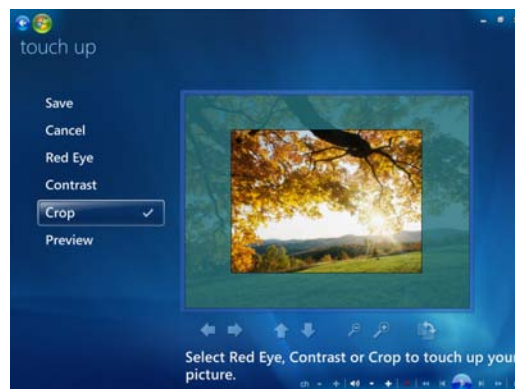 touch up
Save
Cancel
Red Eye
Contrast
Crop
Preview
Select Red Eye, Contrast or Crop to touch up your
picture.
ch - +